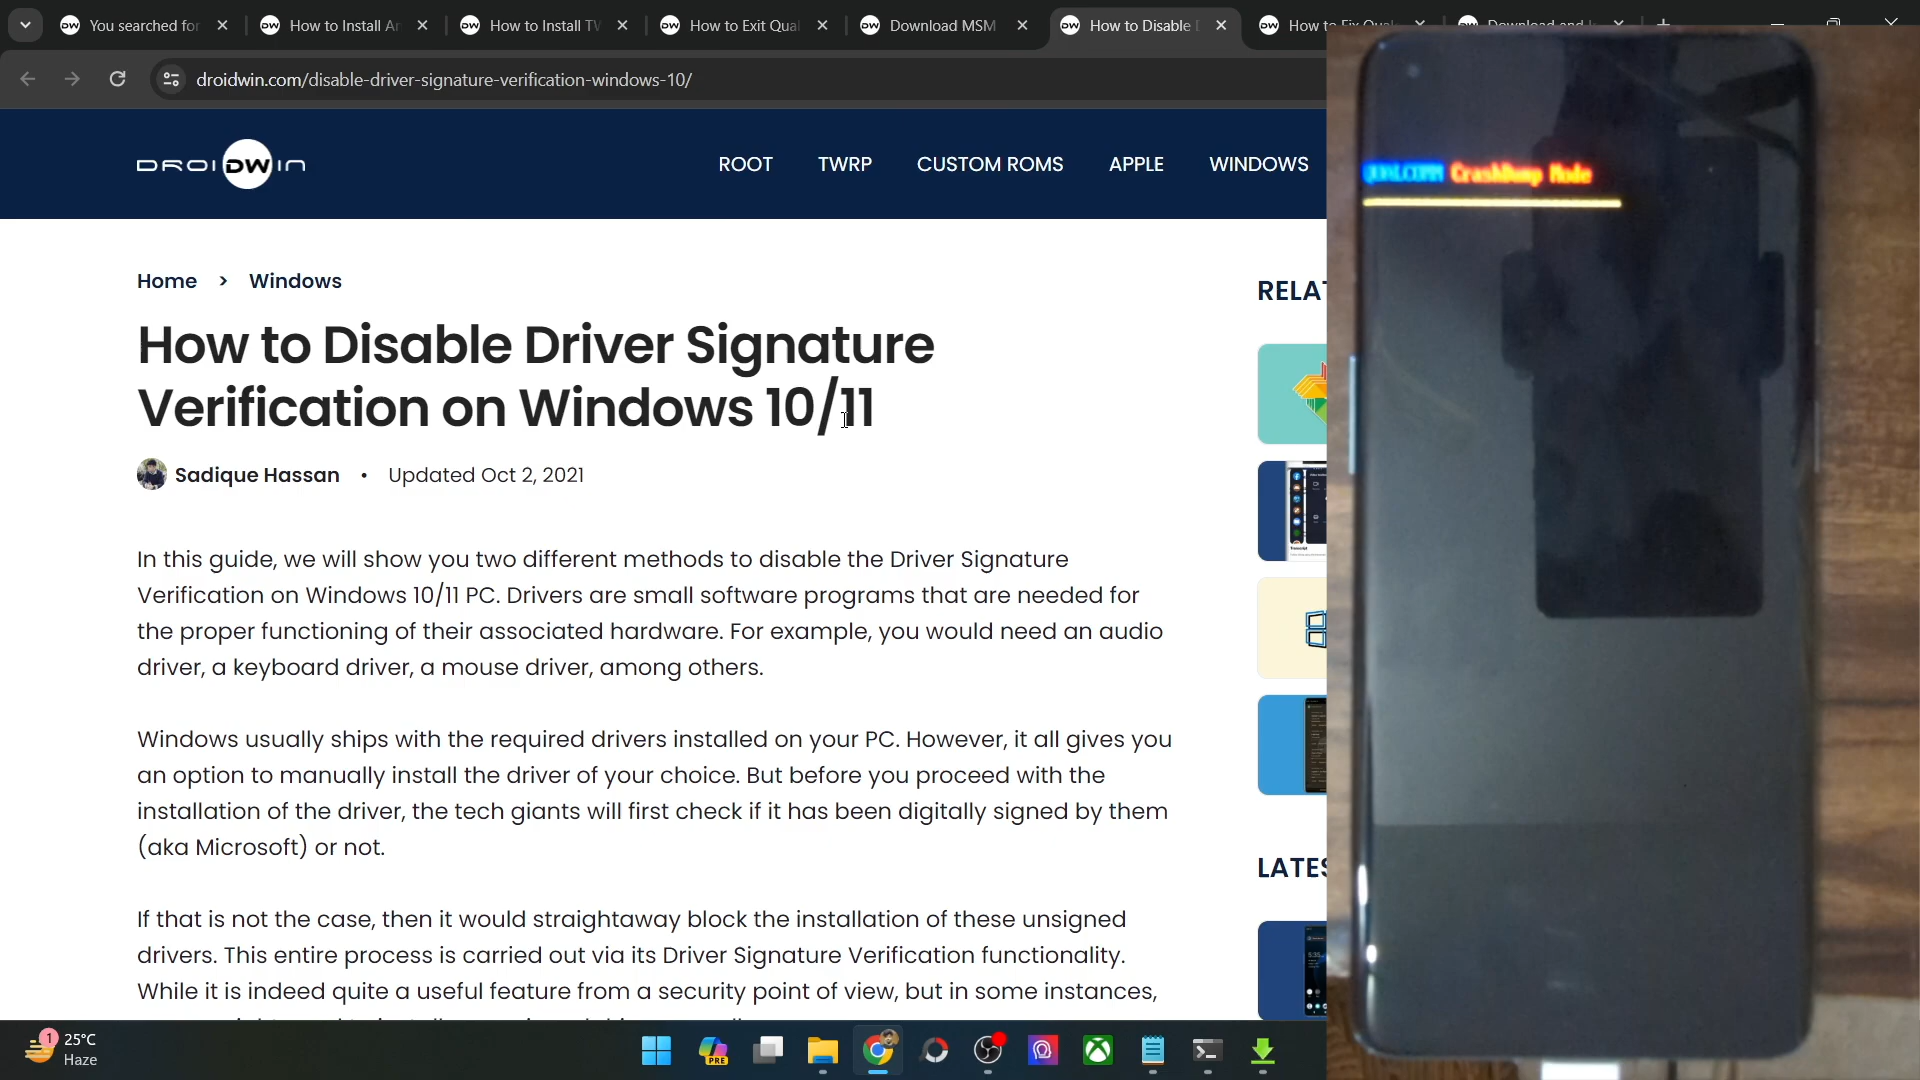 You searched for
How to Install
How to Install
How to Exit Qual
Download MSM
How to Disable
How to Fix
Download and
droidwin.com/disable-driver-signature-verification-windows-10/
DROIDWIN
ROOT
TWRP
CUSTOM ROMS
APPLE
WINDOWS
QUALCOMM CrashDump Mode
Home > Windows
RELAT
How to Disable Driver Signature
Verification on Windows 10/11
Sadique Hassan • Updated Oct 2, 2021
In this guide, we will show you two different methods to disable the Driver Signature
Verification on Windows 10/11 PC. Drivers are small software programs that are needed for
the proper functioning of their associated hardware. For example, you would need an audio
driver, a keyboard driver, a mouse driver, among others.
Windows usually ships with the required drivers installed on your PC. However, it all gives you
an option to manually install the driver of your choice. But before you proceed with the
installation of the driver, the tech giants will first check if it has been digitally signed by them
(aka Microsoft) or not.
LATES
If that is not the case, then it would straightaway block the installation of these unsigned
drivers. This entire process is carried out via its Driver Signature Verification functionality.
While it is indeed quite a useful feature from a security point of view, but in some instances,
1
25°C
Haze
PRE